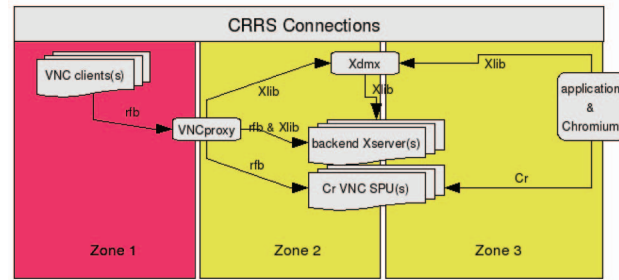 CRRS Connections
VNC clients(s)
Xdmx
Xlib
Xlib
Xlib
application
&
Chromium
rfb
VNCproxy
rfb & Xlib
backend Xserver(s)
rfb
Cr VNC SPU(s)
Cr
Zone 1
Zone 2
Zone 3